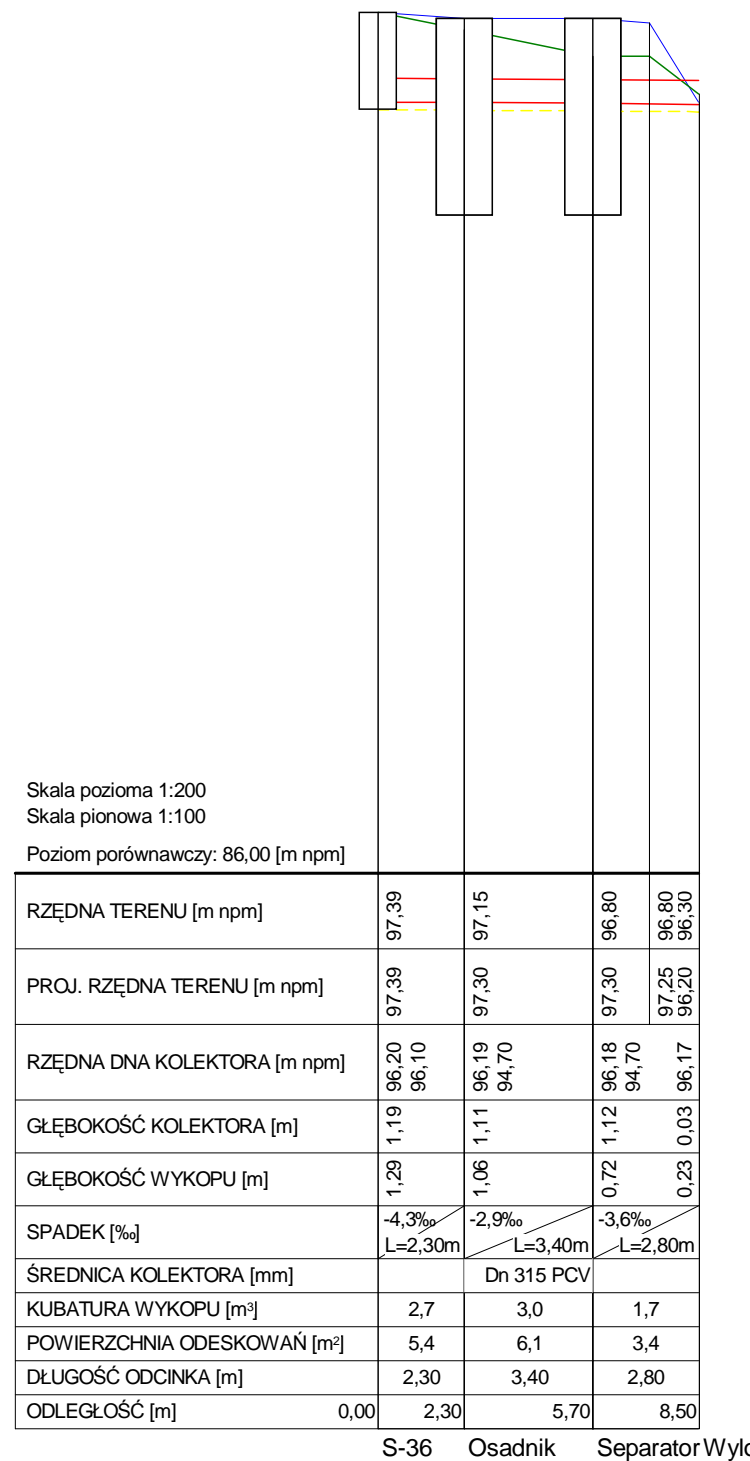 Skala pozioma 1:200
Skala pionowa 1:100
Poziom porównawczy: 86,00 [m npm]
RZĘDNA TERENU [m npm] 97,39 97,15 96,80 96,80 96,30
PROJ. RZĘDNA TERENU [m npm] 97,39 97,30 97,30 97,25 96,20
RZĘDNA DNA KOLEKTORA [m npm] 96,20 96,10 96,19 94,70 96,18 94,70 96,17
GŁĘBOKOŚĆ KOLEKTORA [m] 1,19 1,11 1,12 0,03
GŁĘBOKOŚĆ WYKOPU [m] 1,29 1,06 0,72 0,23
SPADEK [‰] -4,3‰ L=2,30m -2,9‰ L=3,40m -3,6‰ L=2,80m
ŚREDNICA KOLEKTORA [mm] Dn 315 PCV
KUBATURA WYKOPU [m³] 2,7 3,0 1,7
POWIERZCHNIA ODESKOWAŃ [m²] 5,4 6,1 3,4
DŁUGOŚĆ ODCINKA [m] 2,30 3,40 2,80
ODLEGŁOŚĆ [m] 0,00 2,30 5,70 8,50
S-36 Osadnik Separator